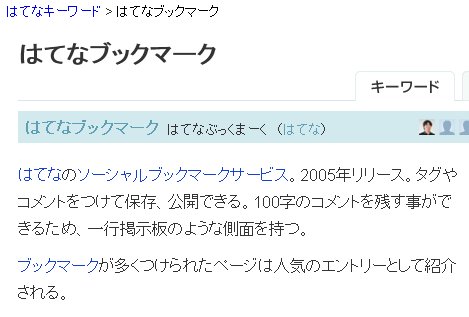 はてなキーワード > はてなブックマーク
はてなブックマーク
キーワード
はてなブックマーク はてなぶっくまーく （はてな）
はてなのソーシャルブックマークサービス。2005年リリース。タグや
コメントをつけて保存、公開できる。100字のコメントを残す事がで
きるため、一行掲示板のような側面を持つ。
ブックマークが多くつけられたページは人気のエントリーとして紹介
される。